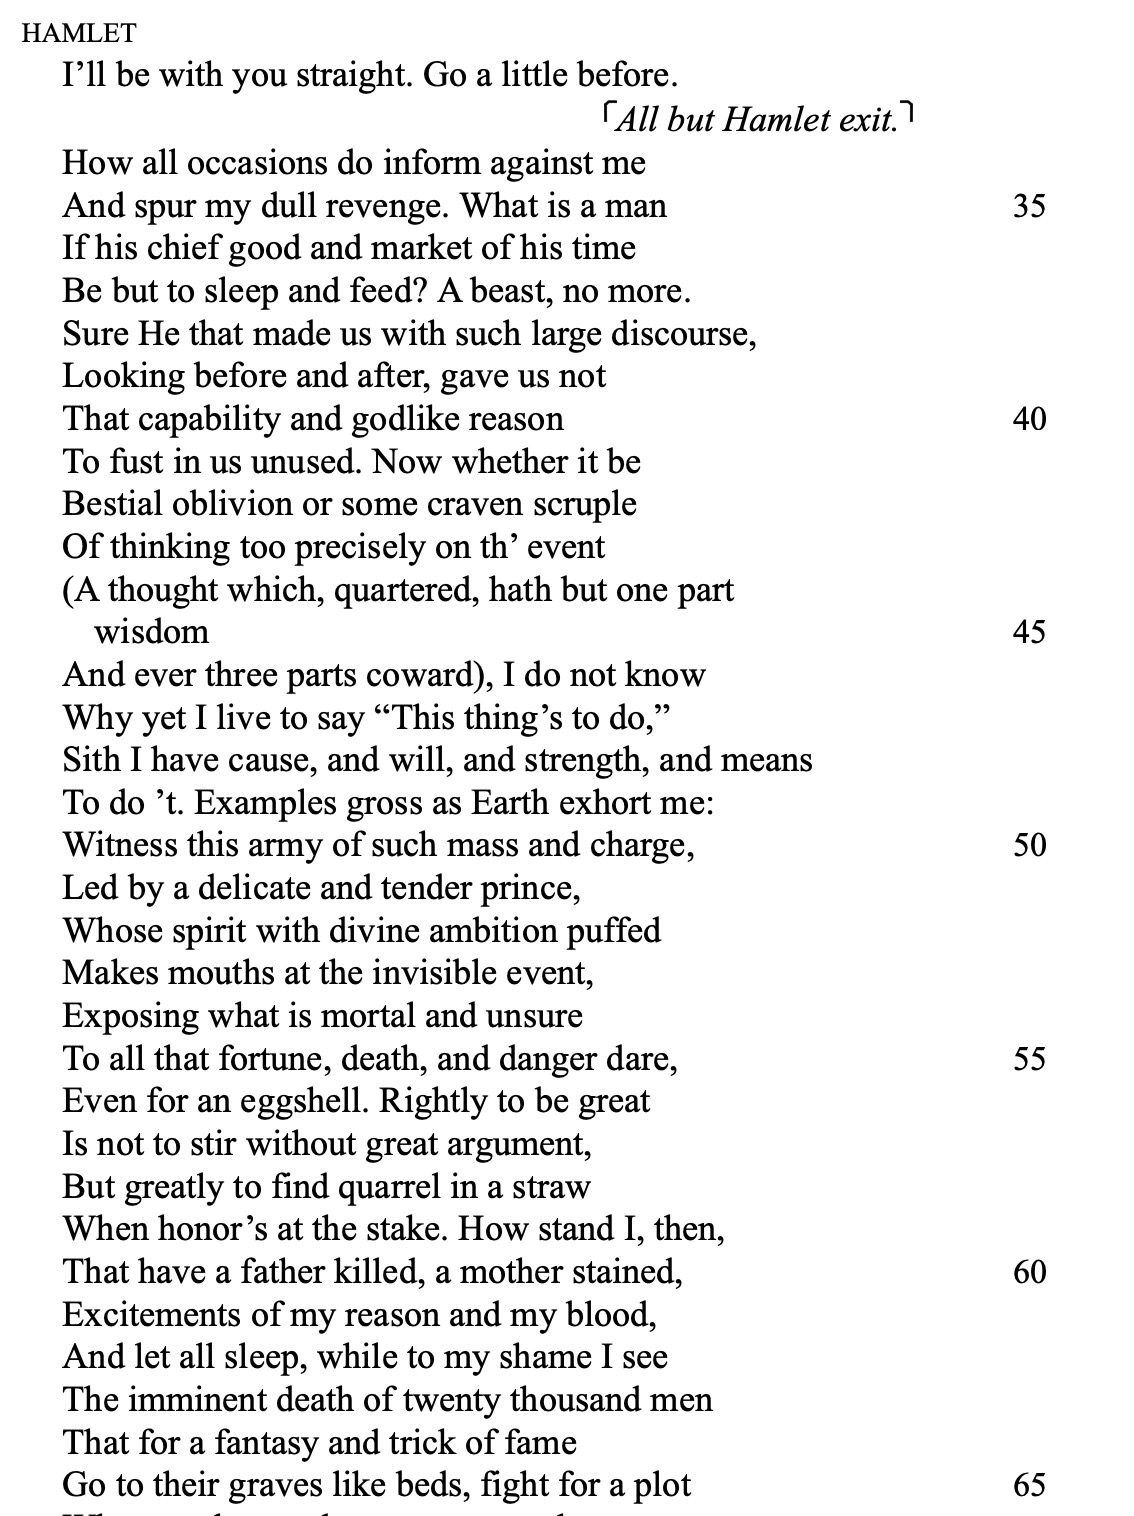 HAMLET
I’ll be with you straight. Go a little before.
⌜All but Hamlet exit.⌝
How all occasions do inform against me
And spur my dull revenge. What is a man 35
If his chief good and market of his time
Be but to sleep and feed? A beast, no more.
Sure He that made us with such large discourse,
Looking before and after, gave us not
That capability and godlike reason 40
To fust in us unused. Now whether it be
Bestial oblivion or some craven scruple
Of thinking too precisely on th’ event
(A thought which, quartered, hath but one part
wisdom 45
And ever three parts coward), I do not know
Why yet I live to say “This thing’s to do,”
Sith I have cause, and will, and strength, and means
To do ’t. Examples gross as Earth exhort me:
Witness this army of such mass and charge, 50
Led by a delicate and tender prince,
Whose spirit with divine ambition puffed
Makes mouths at the invisible event,
Exposing what is mortal and unsure
To all that fortune, death, and danger dare, 55
Even for an eggshell. Rightly to be great
Is not to stir without great argument,
But greatly to find quarrel in a straw
When honor’s at the stake. How stand I, then,
That have a father killed, a mother stained, 60
Excitements of my reason and my blood,
And let all sleep, while to my shame I see
The imminent death of twenty thousand men
That for a fantasy and trick of fame
Go to their graves like beds, fight for a plot 65